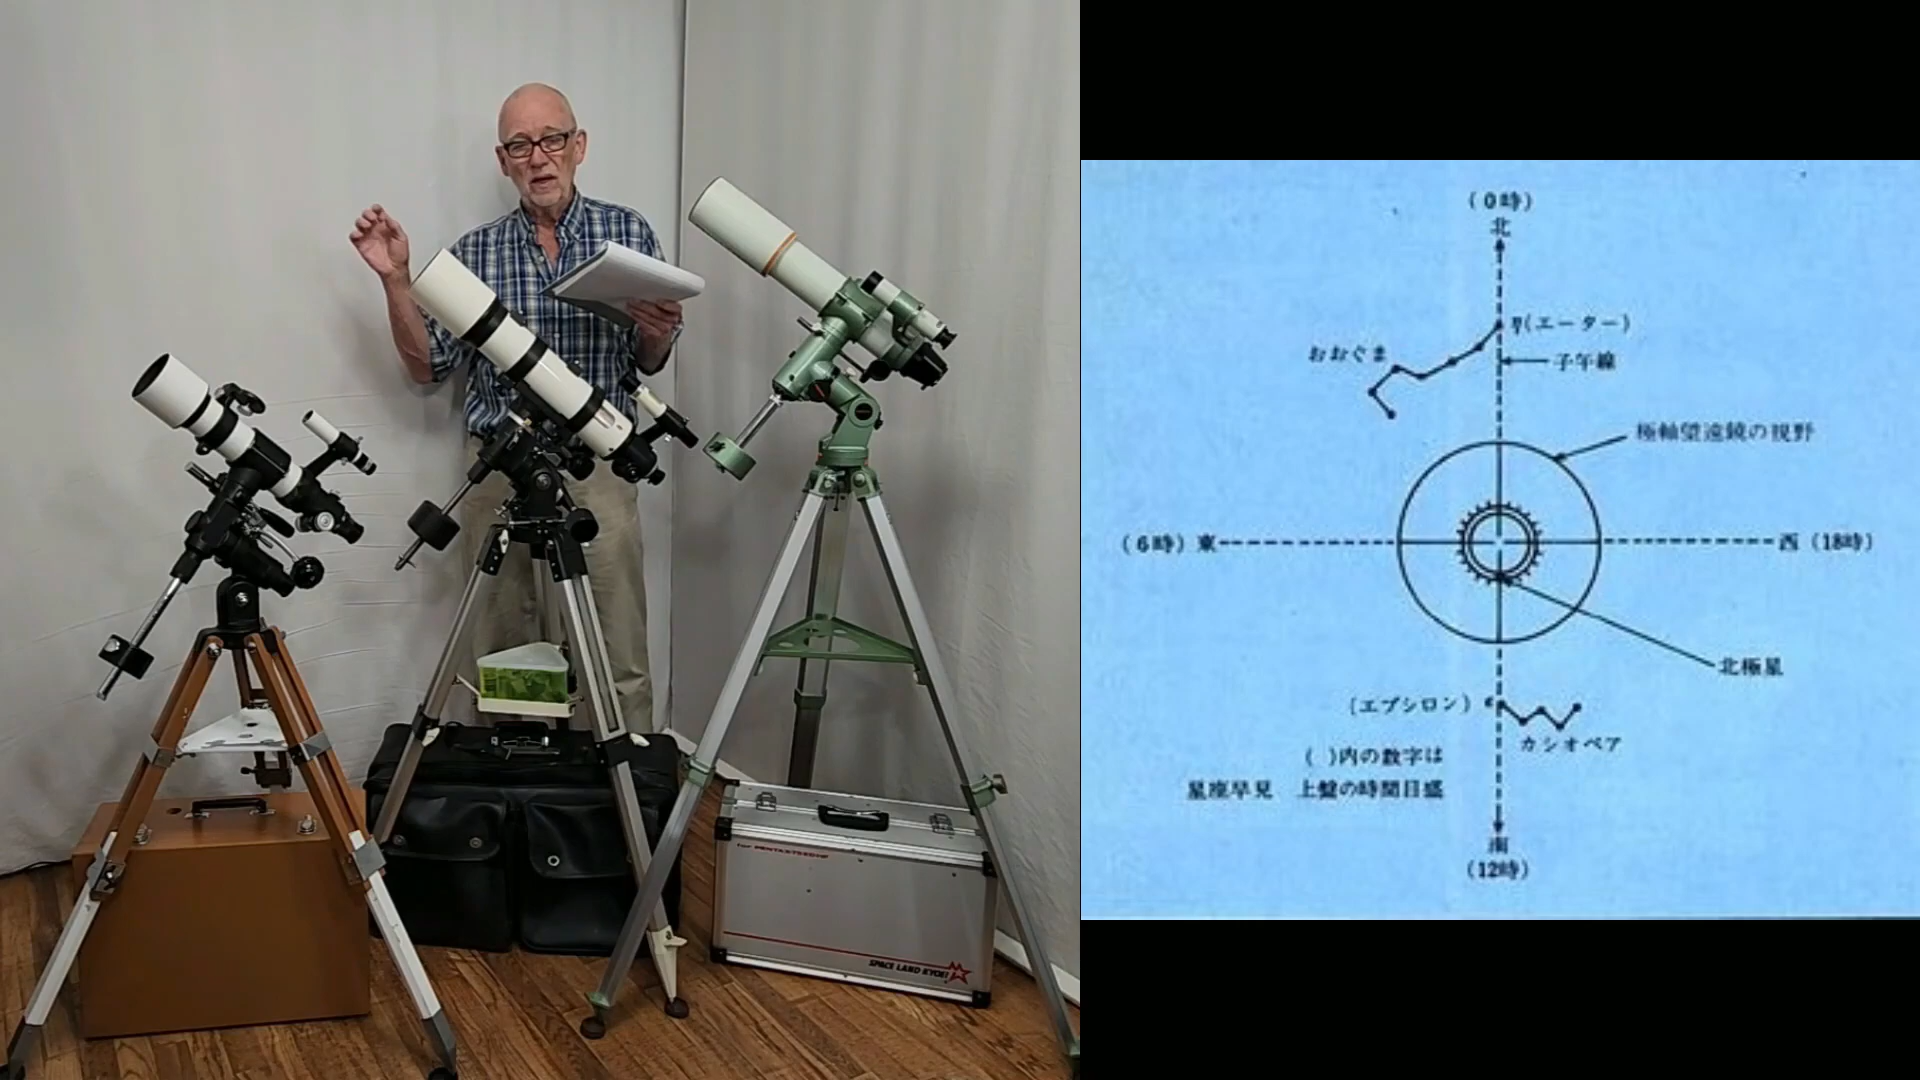 for PENTAX
SPACE LAND KYOEI
(0時)
北
η(エーター)
おおぐま
子午線
極軸望遠鏡の視野
(6時)東
西(18時)
北極星
(エプシロン) ε
カシオペア
( )内の数字は
星座早見 上盤の時間目盛
南
(12時)